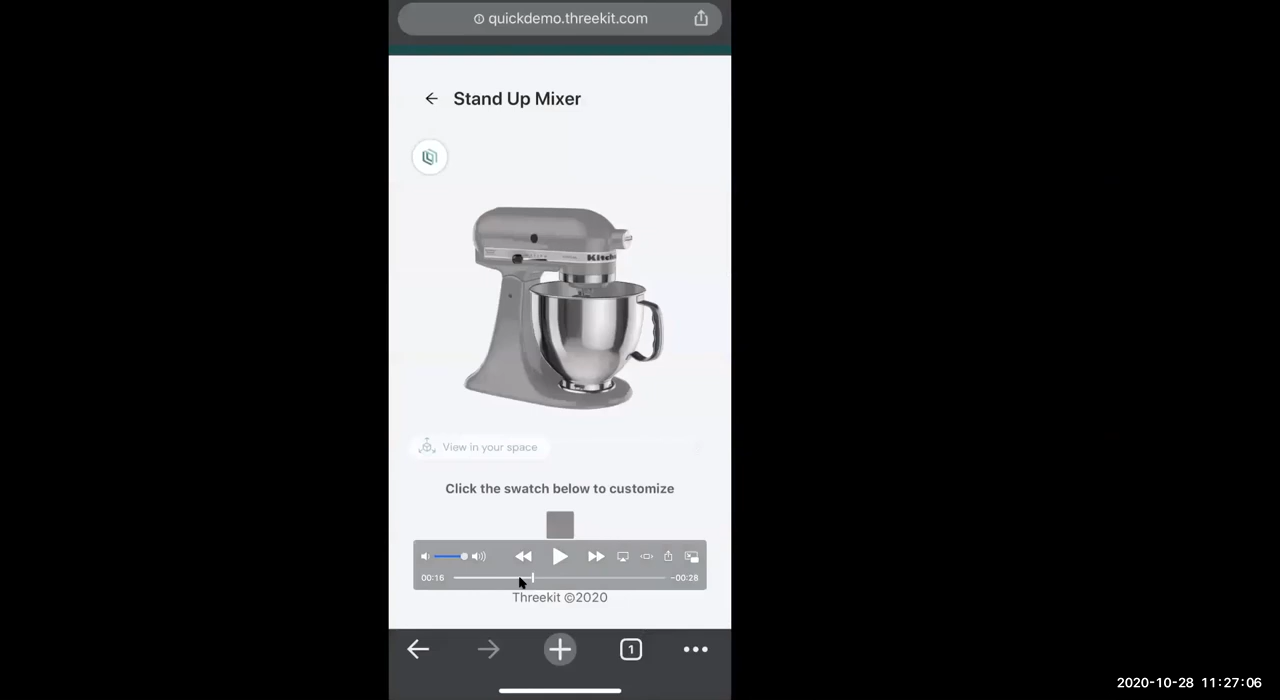 quickdemo.threekit.com
Stand Up Mixer
Kitche
View in your space
Click the swatch below to customize
00:16
-00:28
Threekit ©2020
1
2020-10-28 11:27:06